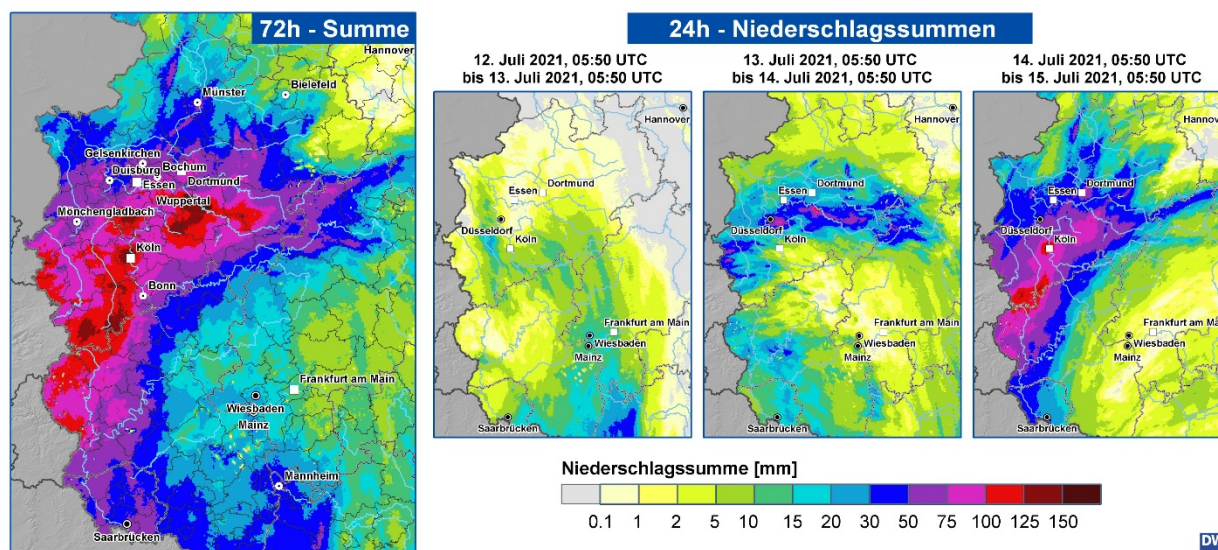 72h - Summe
Hannover
Munster
Bielefeld
Gelsenkirchen
Duisburg
Bochum
Essen
Dortmund
Wuppertal
Monchengladbach
Köln
Bonn
Frankfurt am Main
Wiesbaden
Mainz
Mannheim
Saarbrücken
24h - Niederschlagssummen
12. Juli 2021, 05:50 UTC
bis 13. Juli 2021, 05:50 UTC
Hannover
Essen
Dortmund
Düsseldorf
Köln
Frankfurt am Main
Wiesbaden
Mainz
Saarbrücken
13. Juli 2021, 05:50 UTC
bis 14. Juli 2021, 05:50 UTC
Hannover
Essen
Dortmund
Düsseldorf
Köln
Frankfurt am Main
Wiesbaden
Mainz
Saarbrücken
14. Juli 2021, 05:50 UTC
bis 15. Juli 2021, 05:50 UTC
Hannover
Essen
Dortmund
Düsseldorf
Köln
Frankfurt am Main
Wiesbaden
Mainz
Saarbrücken
Niederschlagssumme [mm]
0.1 1 2 5 10 15 20 30 50 75 100 125 150
DW